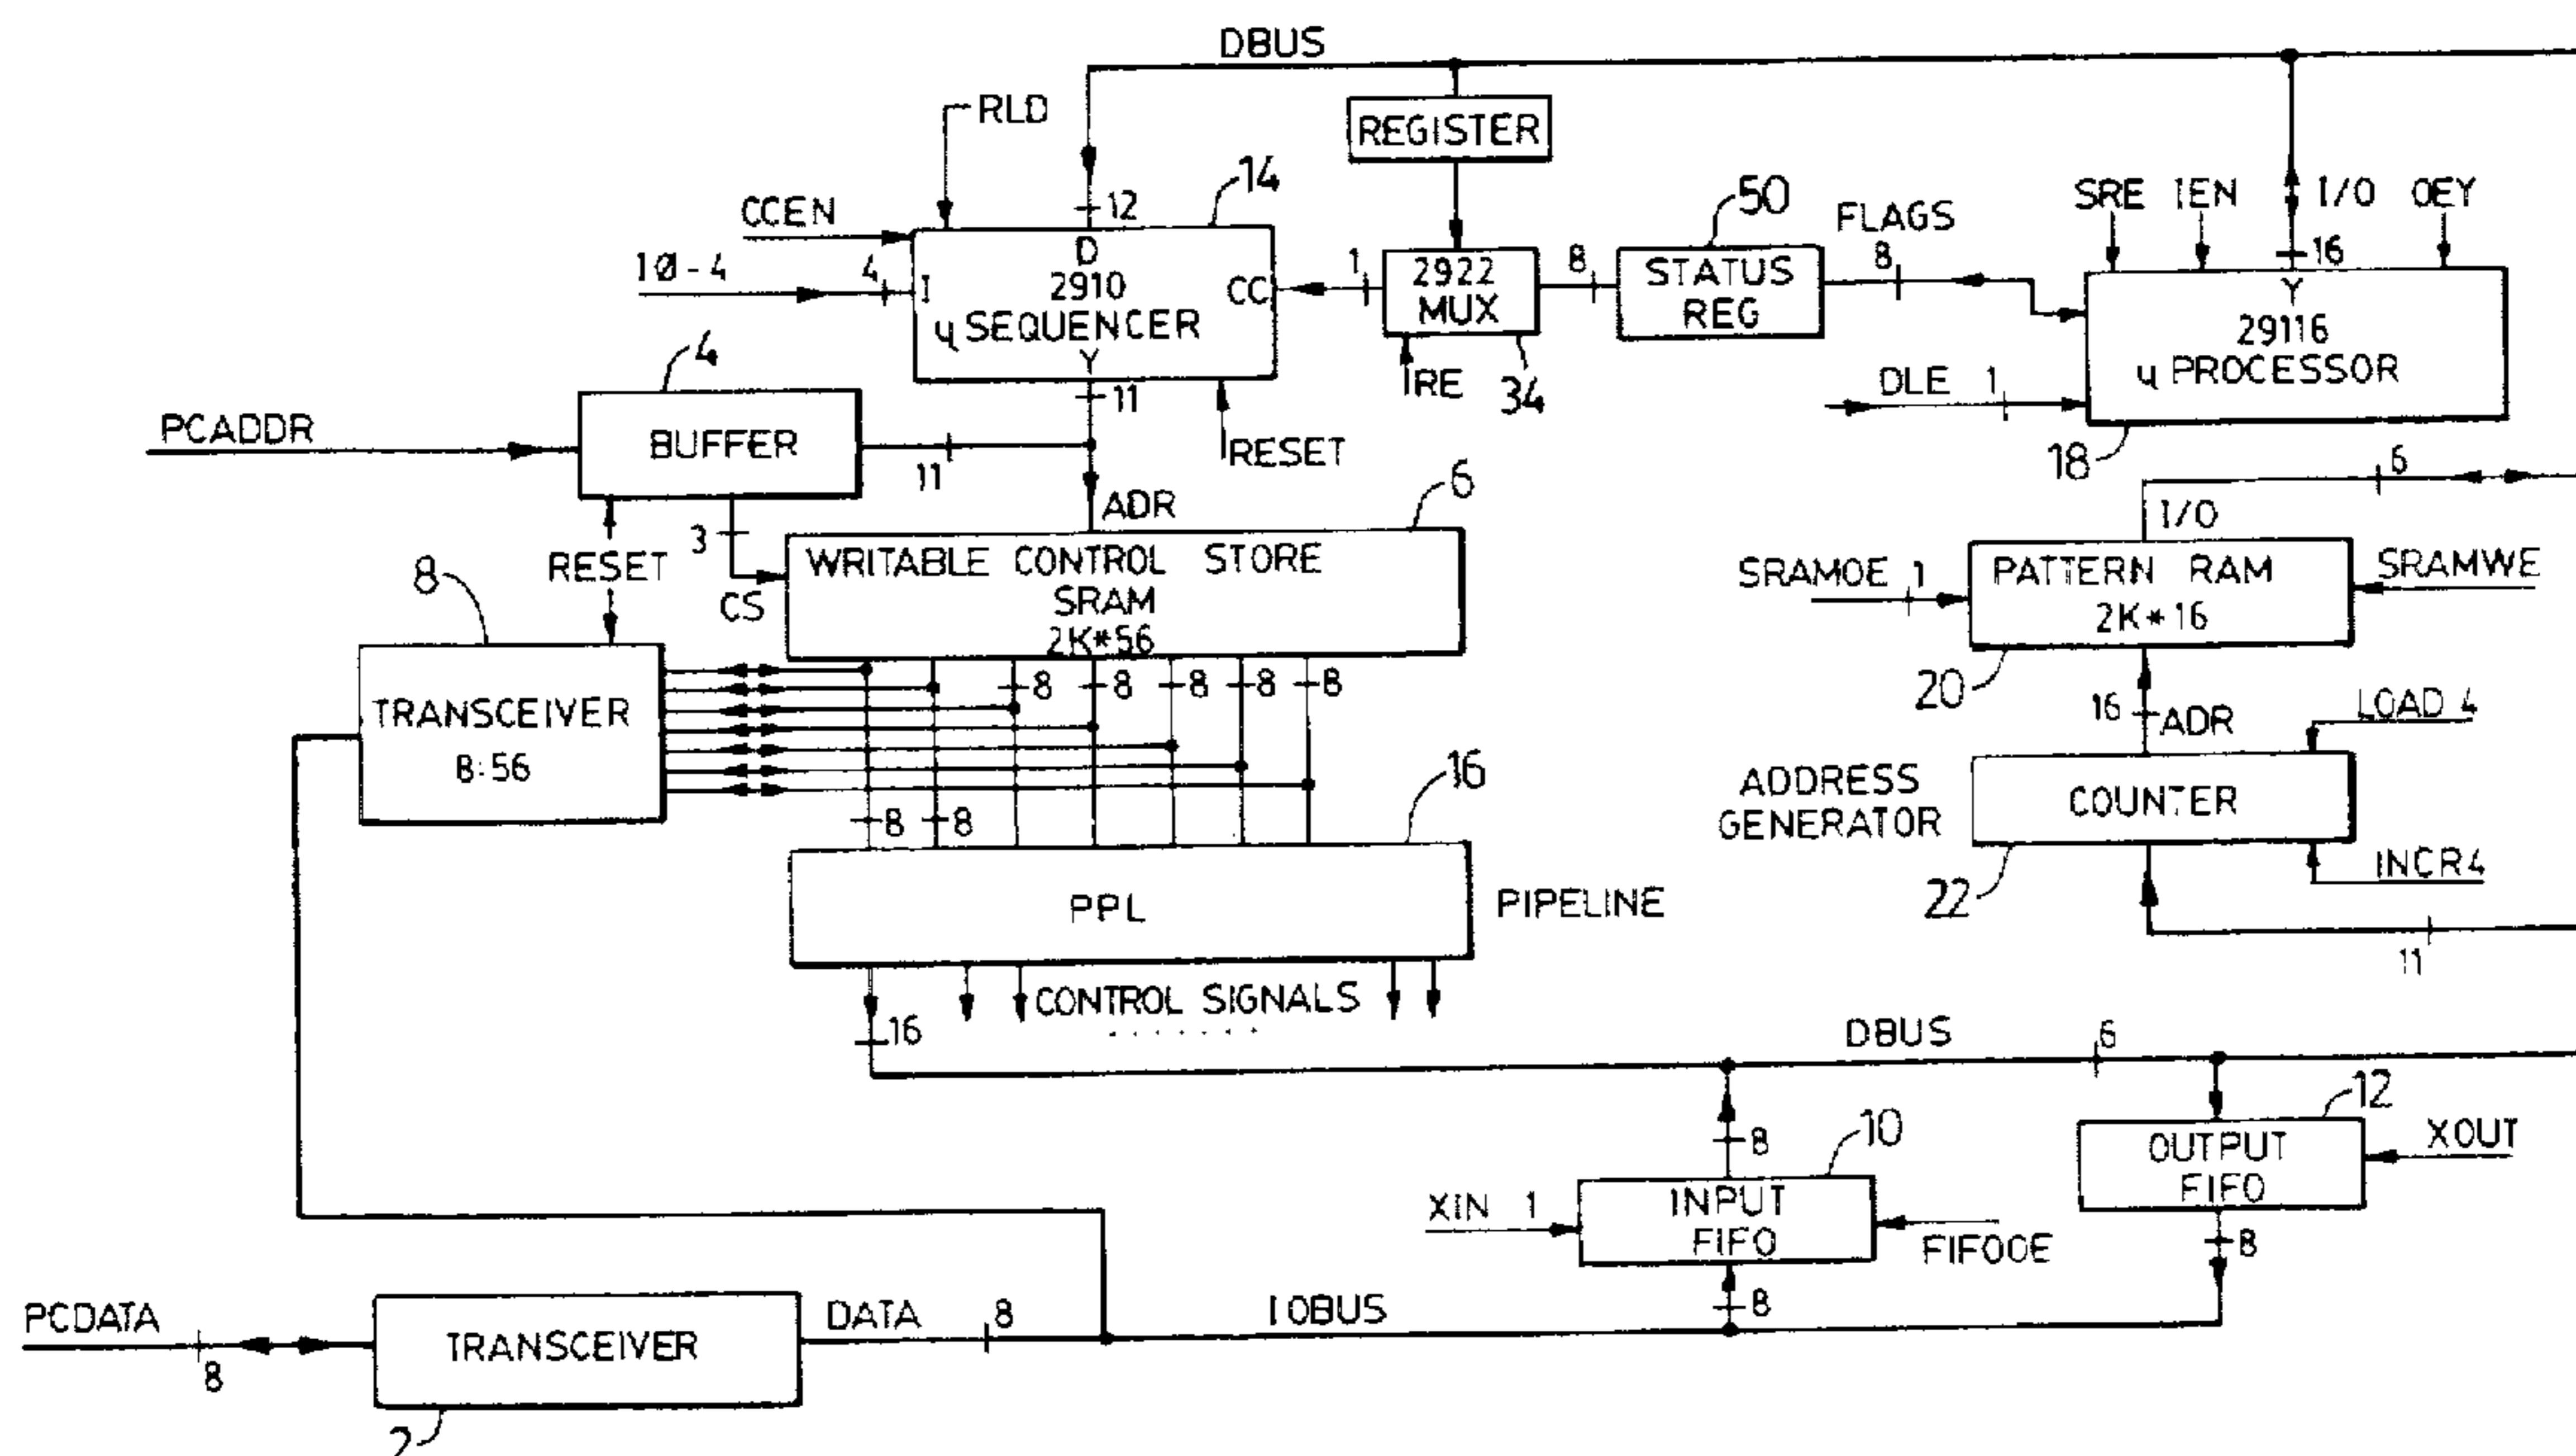 DBUS
RLD
REGISTER
14
50
CCEN
12
FLAGS
SRE IEN I/O OEY
10-4
4
I
D
2910
SEQUENCER
Y
CC
1
2922
MUX
8
STATUS
REG
8
16
Y
29116
PROCESSOR
4
IRE
34
DLE 1
PCADDR
BUFFER
11
11
RESET
18
6
6
ADR
I/O
3
RESET
CS
8
WRITABLE CONTROL STORE
SRAM
2K*56
SRAMOE 1
PATTERN RAM
2K*16
SRAMWE
20
8 8 8 8 8
TRANSCEIVER
8:56
16
ADR
LOAD 4
16
ADDRESS
GENERATOR
COUNTER
8 8
22
INCR4
PPL
PIPELINE
11
CONTROL SIGNALS
16
DBUS
6
12
8
10
OUTPUT
FIFO
XOUT
XIN 1
INPUT
FIFO
FIFOOE
8
8
PCDATA
8
TRANSCEIVER
DATA
8
IOBUS
2